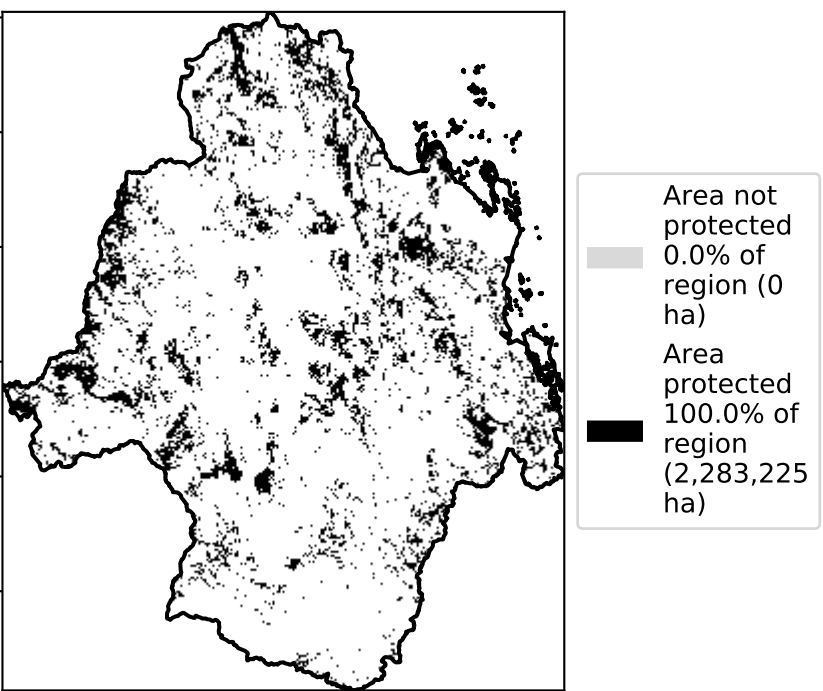 Area not
protected
0.0% of
region (0
ha)
Area
protected
100.0% of
region
(2,283,225
ha)